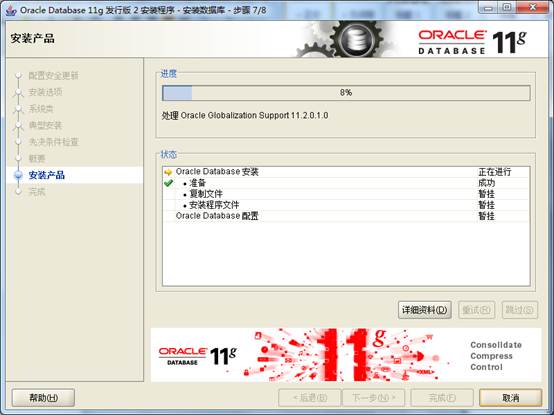 Oracle Database 11g 发行版 2 安装程序 - 安装数据库 - 步骤 7/8
安装产品
ORACLE 11g
DATABASE
配置安全更新
安装选项
系统类
典型安装
先决条件检查
概要
安装产品
完成
进度
8%
处理 Oracle Globalization Support 11.2.0.1.0
状态
Oracle Database 安装 正在进行
• 准备 成功
• 复制文件 暂挂
• 安装程序文件 暂挂
Oracle Database 配置 暂挂
详细资料(D) 重试(R) 跳过(S)
ORACLE 11g
DATABASE
11g
Consolidate
Compress
Control
帮助(H) < 后退(B) 下一步(N) > 完成(F) 取消